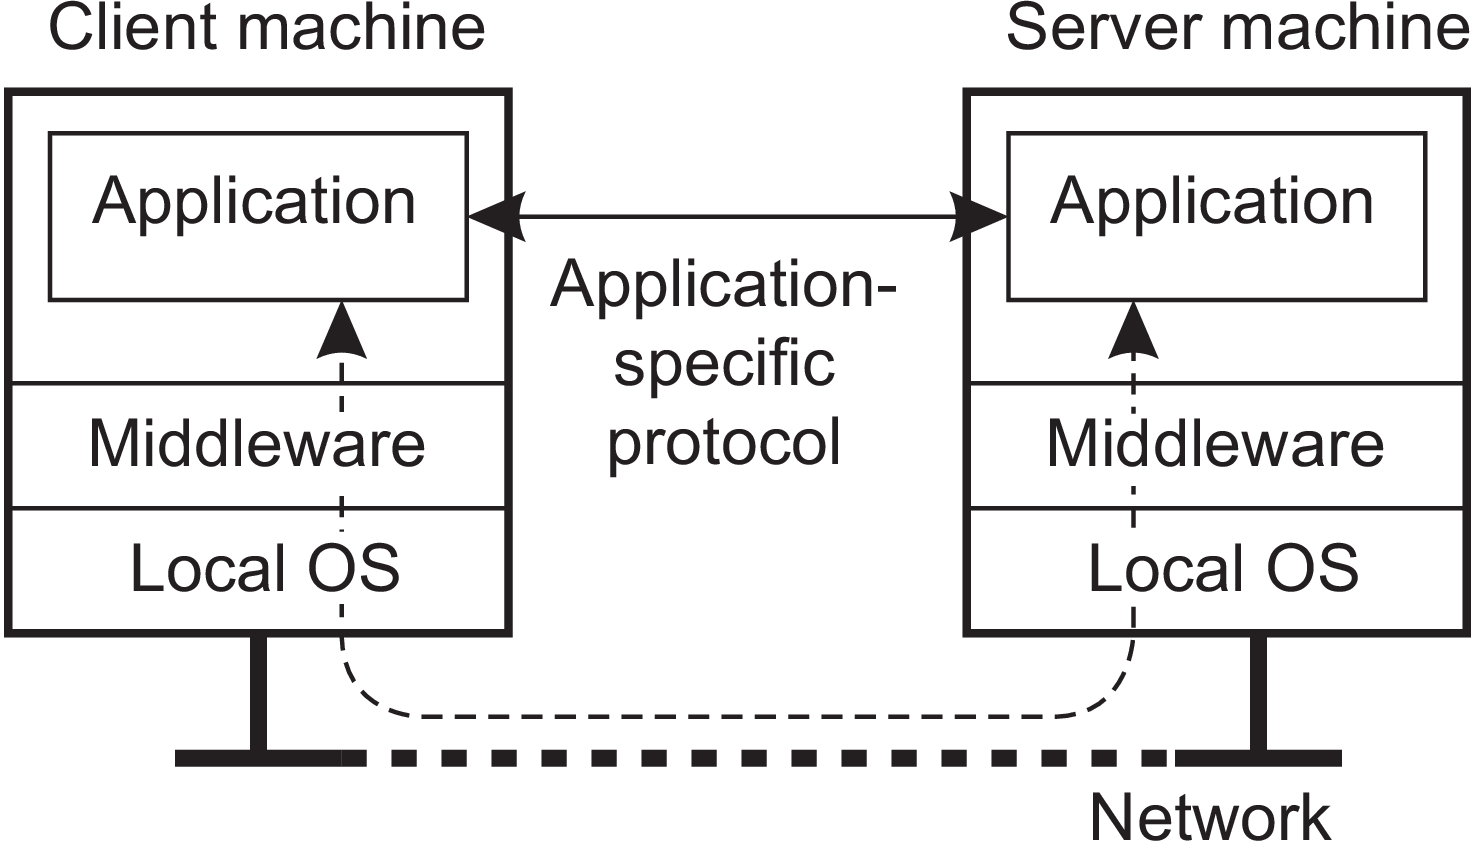 Client machine
Server machine
Application
Application
Application-
specific
protocol
Middleware
Middleware
Local OS
Local OS
Network